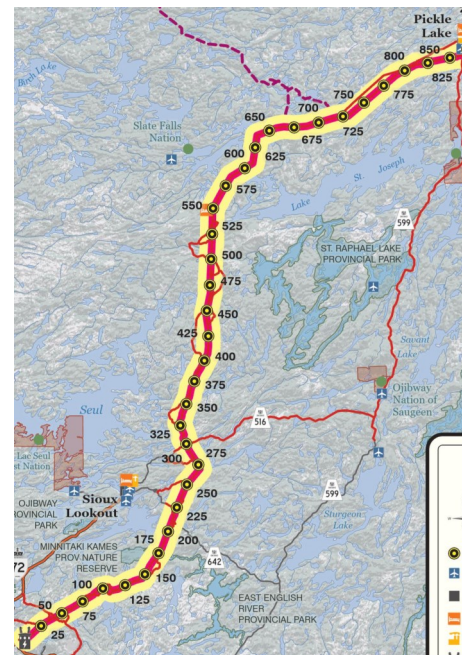 Pickle
Lake
Birch Lake
850
800
825
775
750
700
725
650
675
Slate Falls
Nation
600
625
575
Lake
St. Joseph
550
525
599
500
ST. RAPHAEL LAKE
PROVINCIAL PARK
475
450
425
Savant
Lake
400
375
Ojibway
Nation of
Saugeen
Seul
350
325
516
Lac Seul
st Nation
300
275
OJIBWAY
OVINCIAL
PARK
Sioux
Lookout
250
599
225
Sturgeon
Lake
200
175
MINNITAKI KAMES
PROV NATURE
RESERVE
642
72
150
100
125
75
EAST ENGLISH
RIVER
PROVINCIAL PARK
50
25